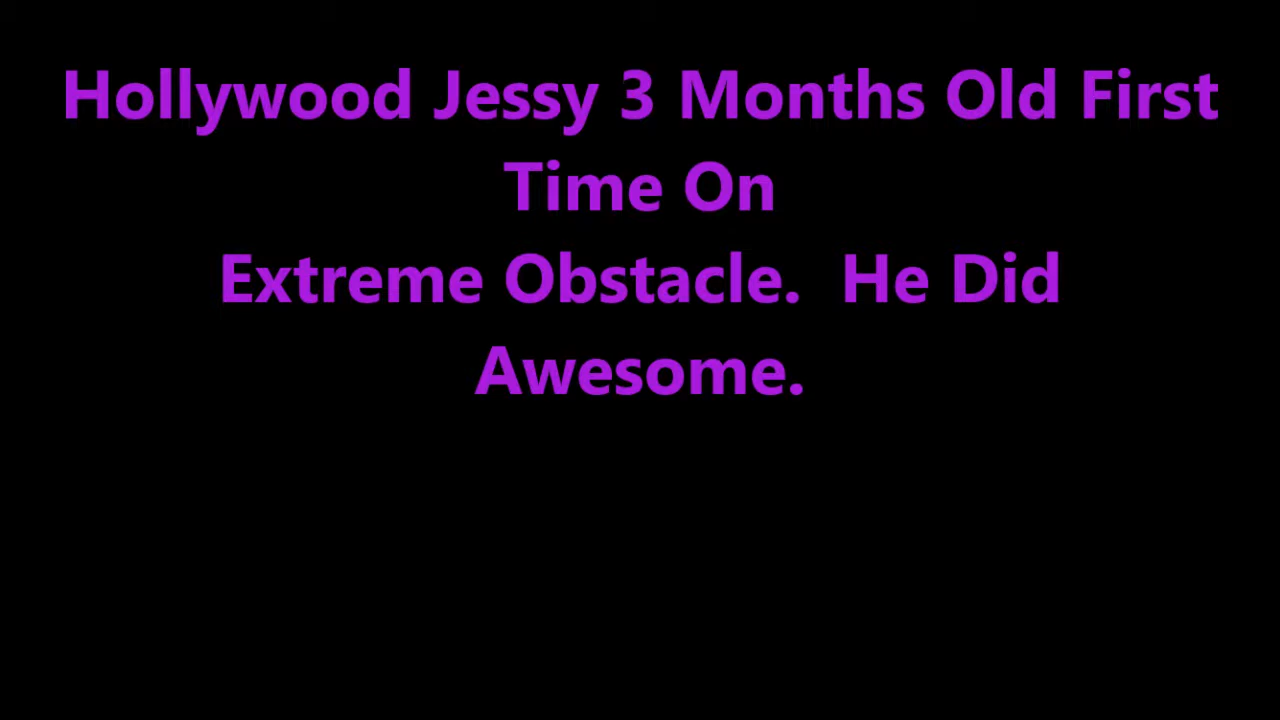 Hollywood Jessy 3 Months Old First
Time On
Extreme Obstacle.  He Did
Awesome.